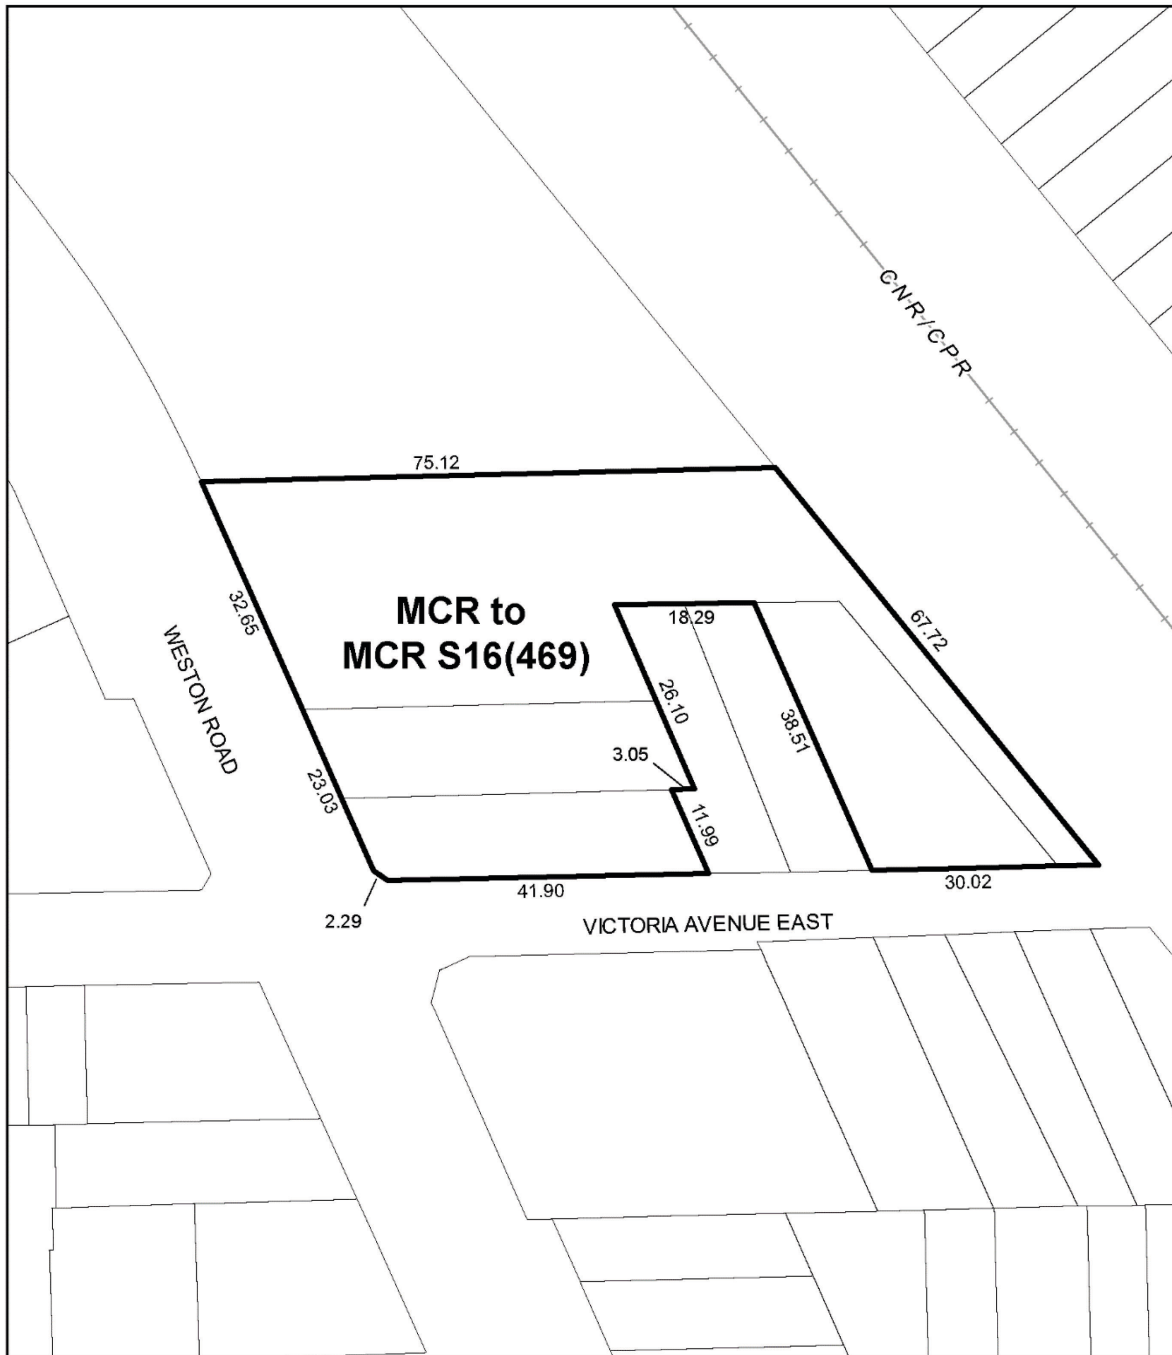 C-N-R / C-P-R
75.12
32.65
MCR to
MCR S16(469)
18.29
67.72
WESTON ROAD
26.10
38.51
3.05
23.03
11.99
41.90
30.02
2.29
VICTORIA AVENUE EAST